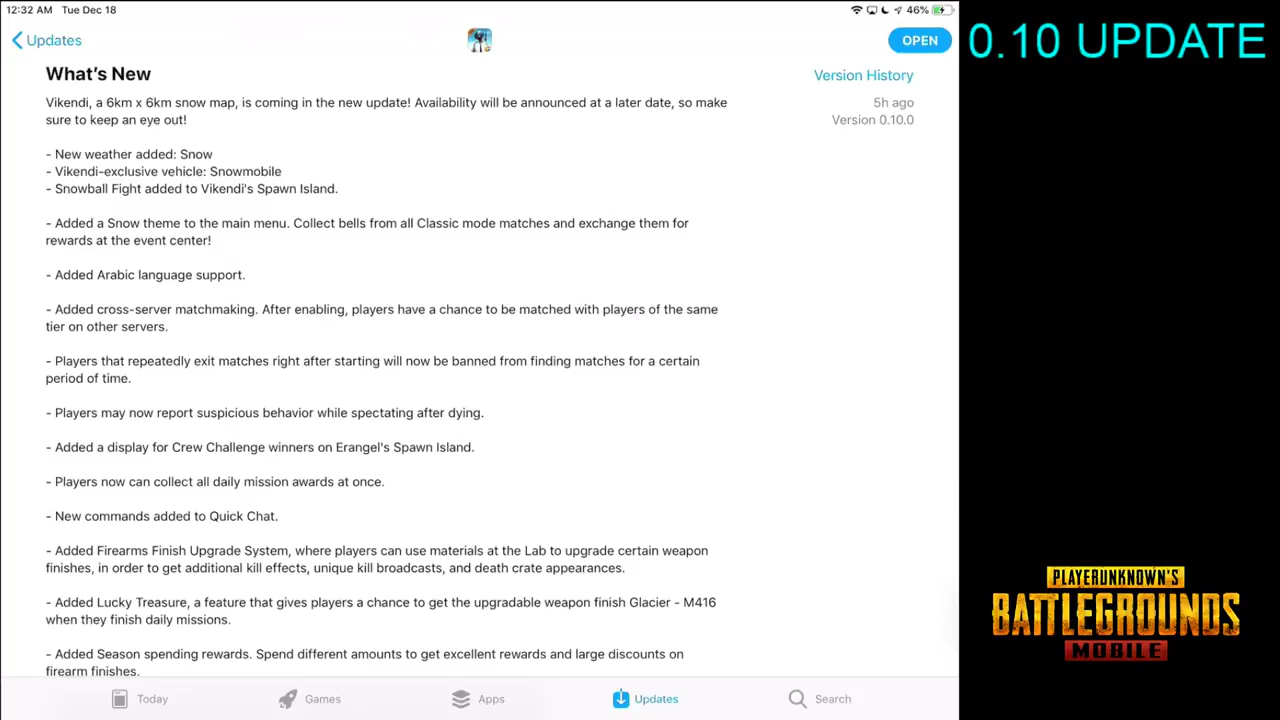 12:32 AM Tue Dec 18 46%
Updates OPEN
0.10 UPDATE
What's New Version History
Vikendi, a 6km x 6km snow map, is coming in the new update! Availability will be announced at a later date, so make 5h ago
sure to keep an eye out! Version 0.10.0
- New weather added: Snow
- Vikendi-exclusive vehicle: Snowmobile
- Snowball Fight added to Vikendi's Spawn Island.
- Added a Snow theme to the main menu. Collect bells from all Classic mode matches and exchange them for
rewards at the event center!
- Added Arabic language support.
- Added cross-server matchmaking. After enabling, players have a chance to be matched with players of the same
tier on other servers.
- Players that repeatedly exit matches right after starting will now be banned from finding matches for a certain
period of time.
- Players may now report suspicious behavior while spectating after dying.
- Added a display for Crew Challenge winners on Erangel's Spawn Island.
- Players now can collect all daily mission awards at once.
- New commands added to Quick Chat.
- Added Firearms Finish Upgrade System, where players can use materials at the Lab to upgrade certain weapon
finishes, in order to get additional kill effects, unique kill broadcasts, and death crate appearances.
- Added Lucky Treasure, a feature that gives players a chance to get the upgradable weapon finish Glacier - M416
when they finish daily missions.
- Added Season spending rewards. Spend different amounts to get excellent rewards and large discounts on
firearm finishes.
PLAYERUNKNOWN'S
BATTLEGROUNDS
MOBILE
Today Games Apps Updates Search